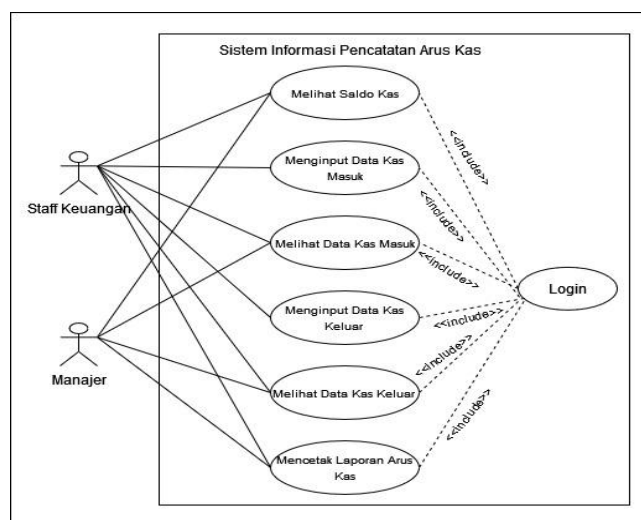 Sistem Informasi Pencatatan Arus Kas
Melihat Saldo Kas
<<include>>
Menginput Data Kas
Masuk
<<include>>
Staff Keuangan
Melihat Data Kas Masuk
<<include>>
Login
Menginput Data Kas
Keluar
<<include>>
Manajer
Melihat Data Kas Keluar
<<include>>
Mencetak Laporan Arus
Kas
<<include>>